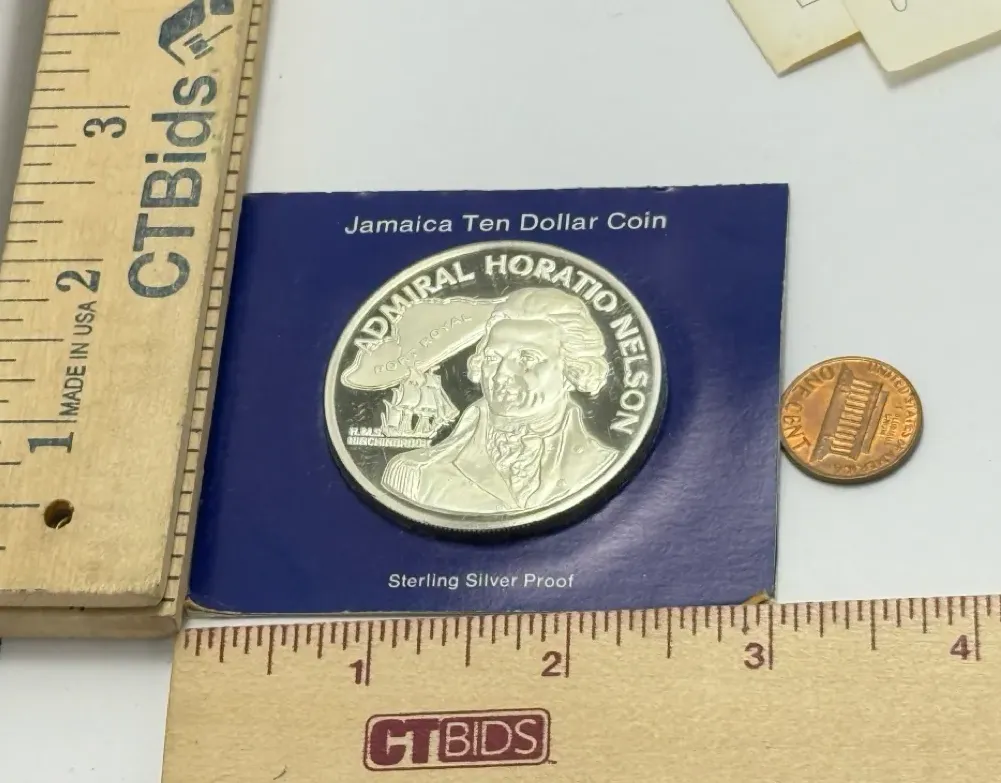 CTBids
3
2
1
MADE IN USA
Jamaica Ten Dollar Coin
ADMIRAL HORATIO NELSON
PORT ROYAL
H.M.S.
HINCHINBROOK
Sterling Silver Proof
UNITED STATES
OF AMERICA
ONE CENT
1
2
3
4
CTBIDS